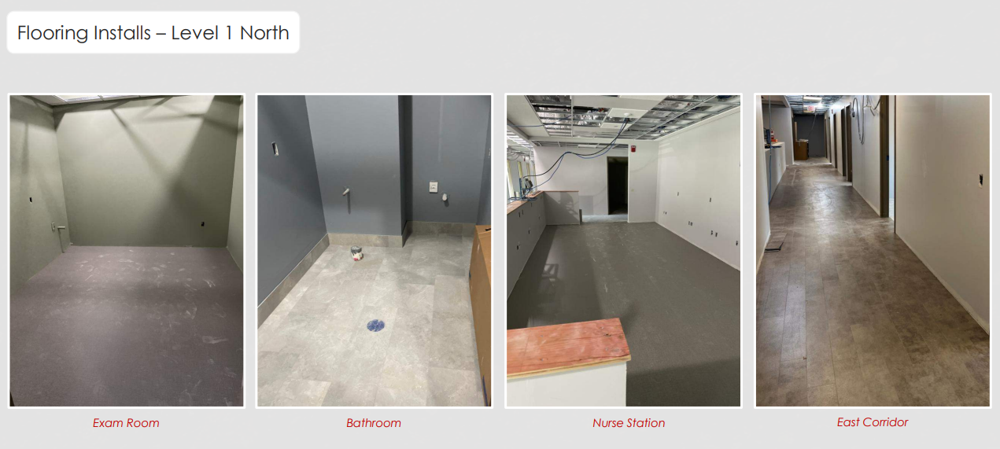 Flooring Installs – Level 1 North
Exam Room
Bathroom
Nurse Station
East Corridor